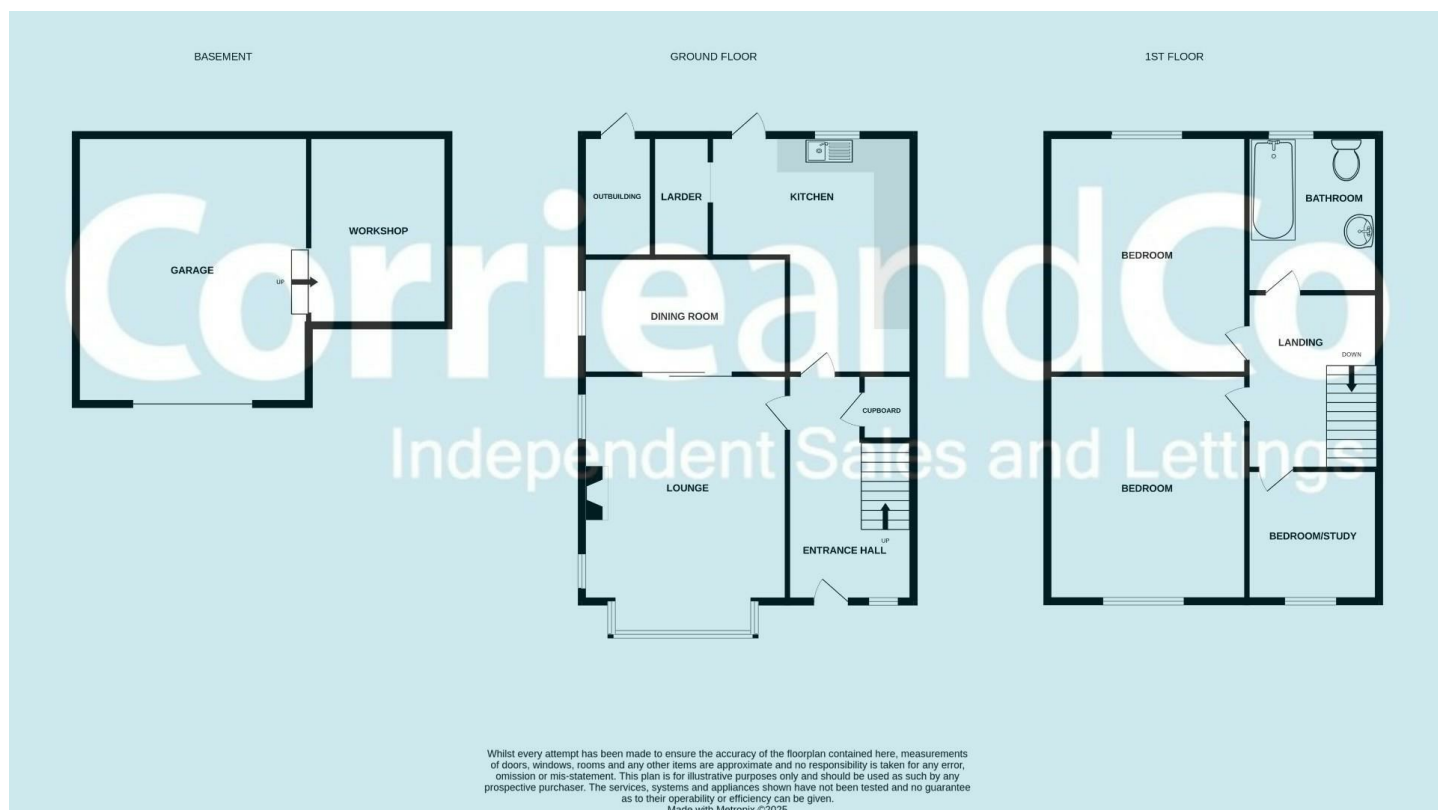 BASEMENT
GROUND FLOOR
1ST FLOOR
GARAGE
UP
WORKSHOP
OUTBUILDING
LARDER
KITCHEN
DINING ROOM
LOUNGE
CUPBOARD
UP
ENTRANCE HALL
BEDROOM
BATHROOM
LANDING
DOWN
BEDROOM
BEDROOM/STUDY
CorrieandCo
Independent Sales and Lettings
Whilst every attempt has been made to ensure the accuracy of the floorplan contained here, measurements
of doors, windows, rooms and any other items are approximate and no responsibility is taken for any error,
omission or mis-statement. This plan is for illustrative purposes only and should be used as such by any
prospective purchaser. The services, systems and appliances shown have not been tested and no guarantee
as to their operability or efficiency can be given.
Made with Metropix ©2025